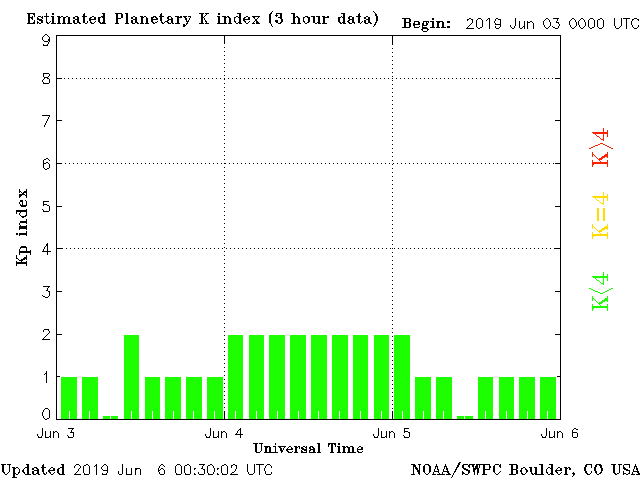 Estimated Planetary K index (3 hour data) Begin: 2019 Jun 03 0000 UTC
9
8
7
6
5
4
3
2
1
0
Kp index
K>4
K=4
K<4
Jun 3 Jun 4 Jun 5 Jun 6
Universal Time
Updated 2019 Jun 6 00:30:02 UTC NOAA/SWPC Boulder, CO USA